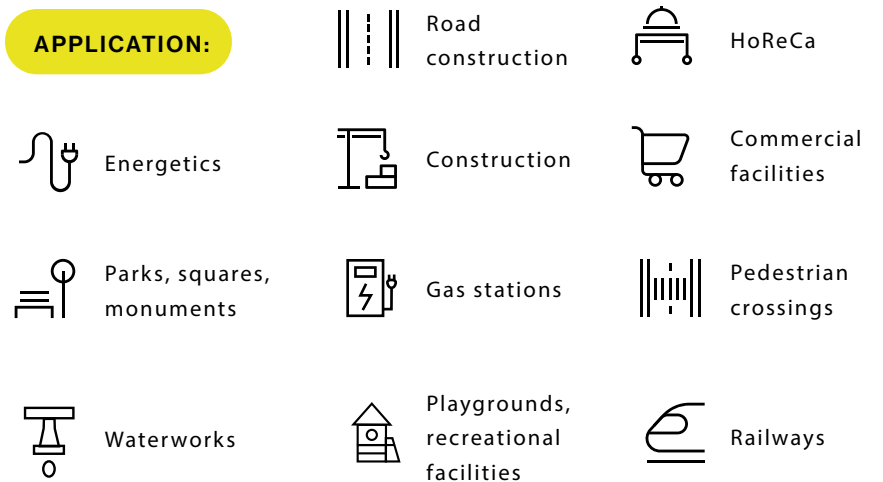 APPLICATION:
Road
construction
HoReCa
Energetics
Construction
Commercial
facilities
Parks, squares,
monuments
Gas stations
Pedestrian
crossings
Waterworks
Playgrounds,
recreational
facilities
Railways